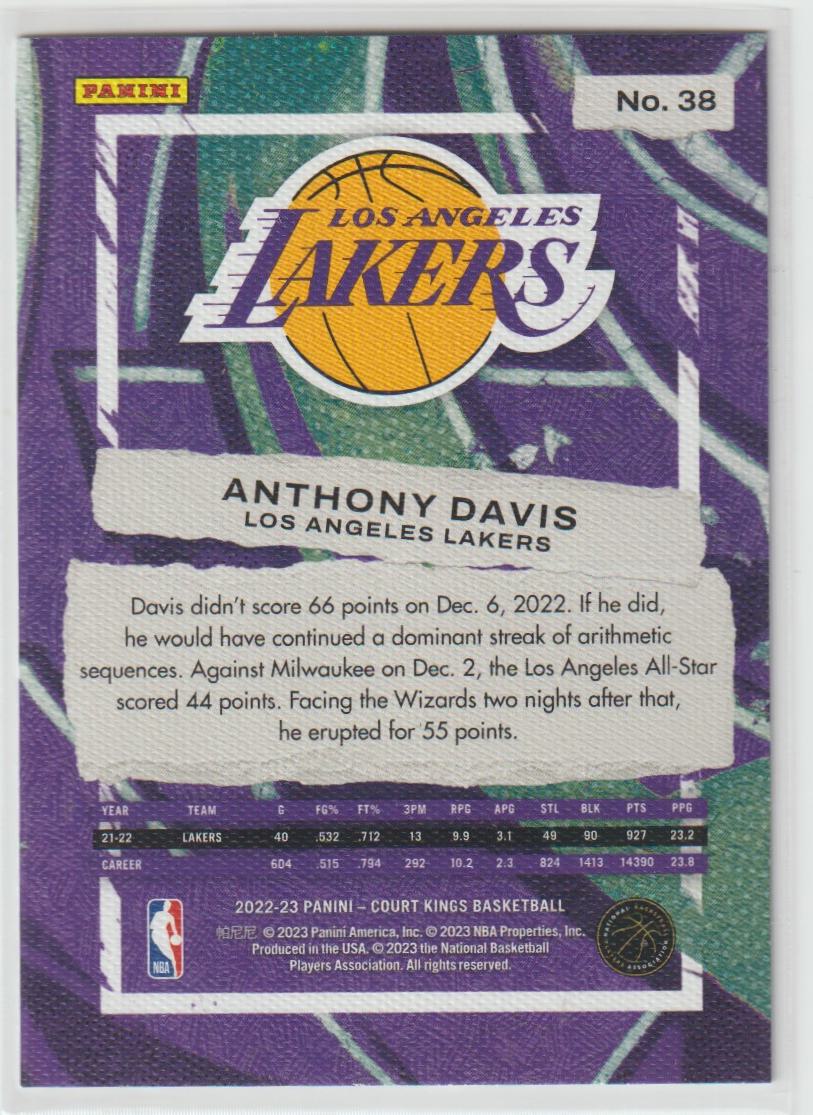 PANINI
No. 38
LOS ANGELES
LAKERS
ANTHONY DAVIS
LOS ANGELES LAKERS
Davis didn't score 66 points on Dec. 6, 2022. If he did,
he would have continued a dominant streak of arithmetic
sequences. Against Milwaukee on Dec. 2, the Los Angeles All-Star
scored 44 points. Facing the Wizards two nights after that,
he erupted for 55 points.
YEAR TEAM G FG% FT% 3PM RPG APG STL BLK PTS PPG
21-22 LAKERS 40 .532 .712 13 9.9 3.1 49 90 927 23.2
CAREER 604 .515 .794 292 10.2 2.3 824 1413 14390 23.8
2022-23 PANINI – COURT KINGS BASKETBALL
帕尼尼 © 2023 Panini America, Inc. © 2023 NBA Properties, Inc.
Produced in the USA. © 2023 the National Basketball
Players Association. All rights reserved.
NBA
NATIONAL BASKETBALL
PLAYERS ASSOCIATION